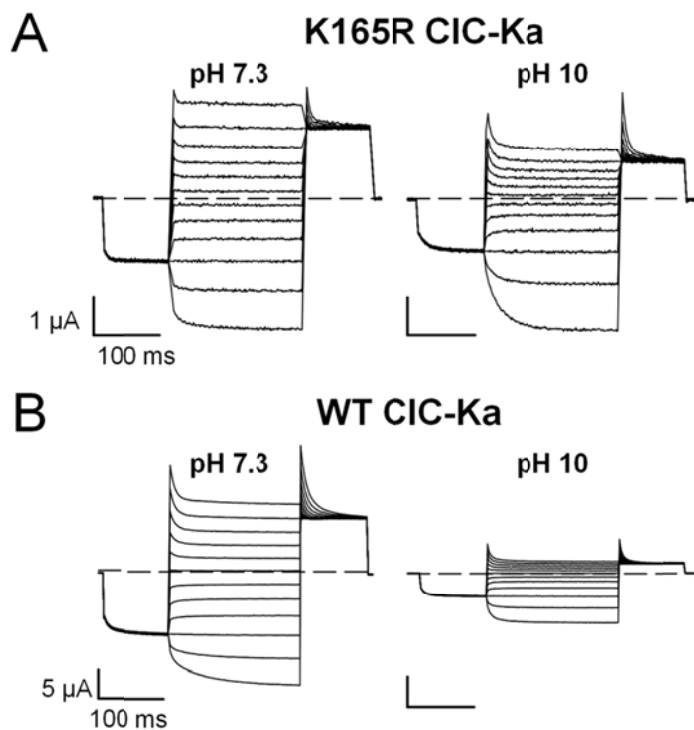 A
K165R ClC-Ka
pH 7.3
pH 10
1 µA
100 ms
B
WT ClC-Ka
pH 7.3
pH 10
5 µA
100 ms